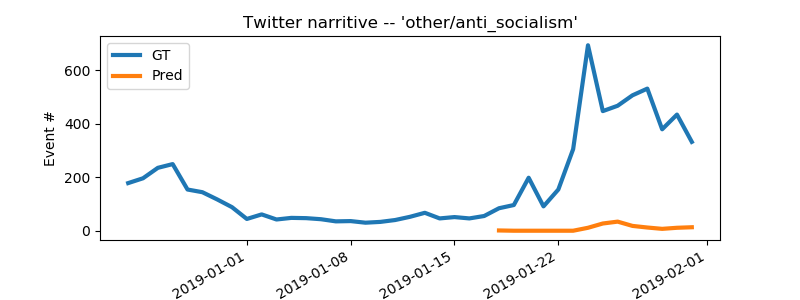 Twitter narritive -- 'other/anti_socialism'
GT
Pred
Event #
600
400
200
0
2019-01-01
2019-01-08
2019-01-15
2019-01-22
2019-02-01